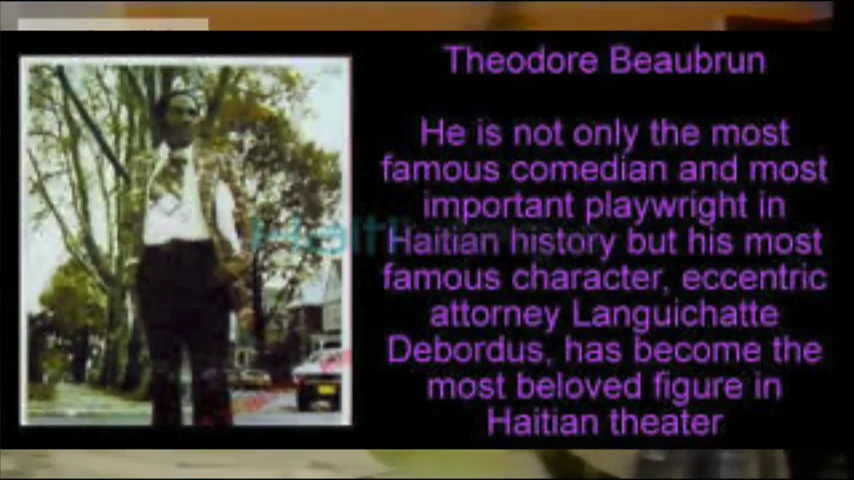 Theodore Beaubrun
He is not only the most
famous comedian and most
important playwright in
Haitian history but his most
famous character, eccentric
attorney Languichatte
Debordus, has become the
most beloved figure in
Haitian theater